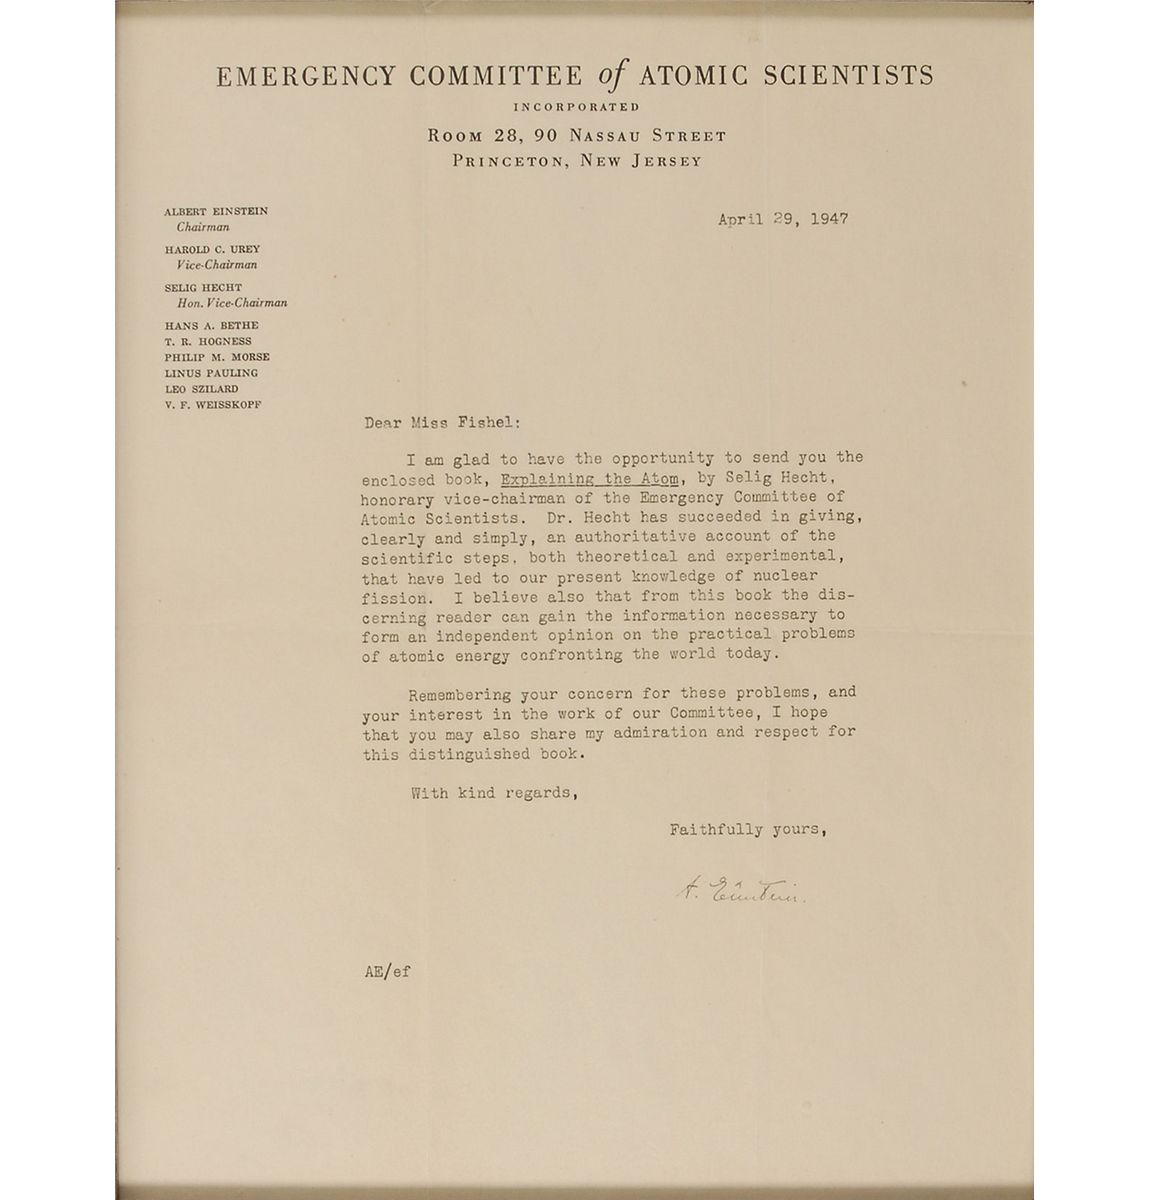 EMERGENCY COMMITTEE of ATOMIC SCIENTISTS
INCORPORATED
ROOM 28, 90 NASSAU STREET
PRINCETON, NEW JERSEY
ALBERT EINSTEIN
Chairman
HAROLD C. UREY
Vice-Chairman
SELIG HECHT
Hon. Vice-Chairman
HANS A. BETHE
T. R. HOGNESS
PHILIP M. MORSE
LINUS PAULING
LEO SZILARD
V. F. WEISSKOPF
April 29, 1947
Dear Miss Fishel:
I am glad to have the opportunity to send you the
enclosed book, Explaining the Atom, by Selig Hecht,
honorary vice-chairman of the Emergency Committee of
Atomic Scientists. Dr. Hecht has succeeded in giving,
clearly and simply, an authoritative account of the
scientific steps, both theoretical and experimental,
that have led to our present knowledge of nuclear
fission. I believe also that from this book the dis-
cerning reader can gain the information necessary to
form an independent opinion on the practical problems
of atomic energy confronting the world today.
Remembering your concern for these problems, and
your interest in the work of our Committee, I hope
that you may also share my admiration and respect for
this distinguished book.
With kind regards,
Faithfully yours,
A. Einstein.
AE/ef